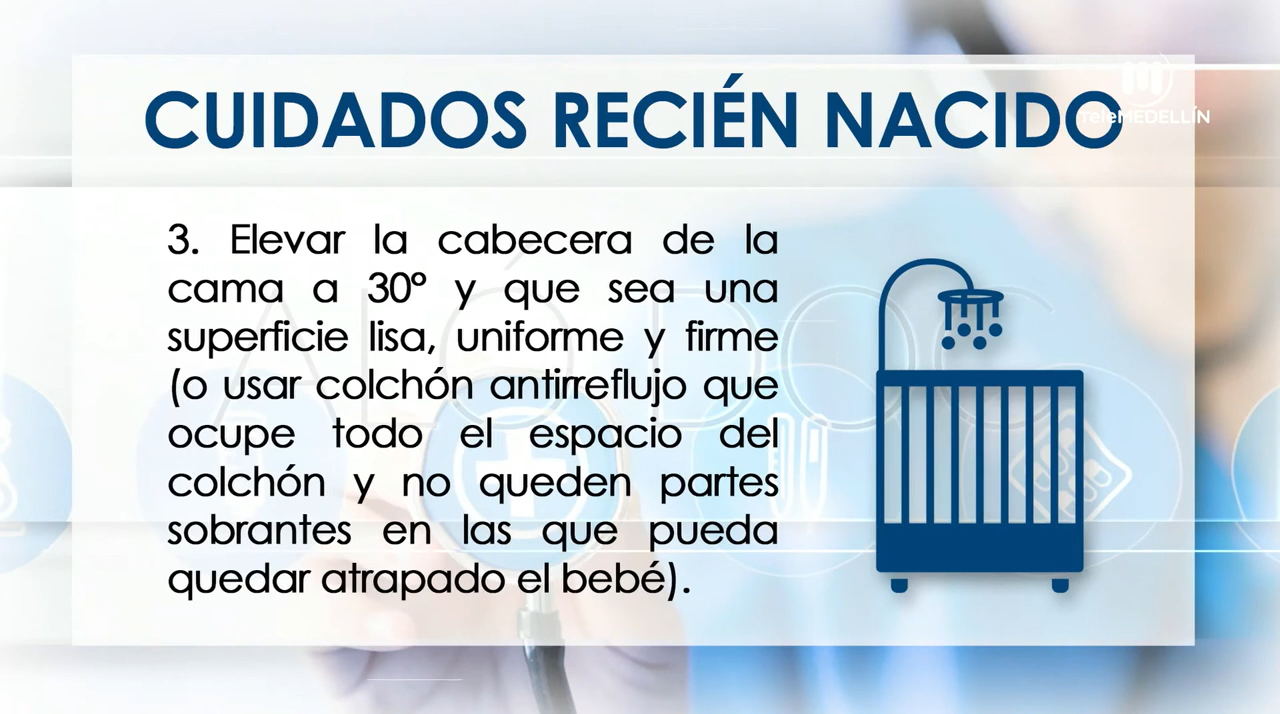 CUIDADOS RECIÉN NACIDO
TeleMEDELLÍN
3. Elevar la cabecera de la
cama a 30° y que sea una
superficie lisa, uniforme y firme
(o usar colchón antirreflujo que
ocupe todo el espacio del
colchón y no queden partes
sobrantes en las que pueda
quedar atrapado el bebé).